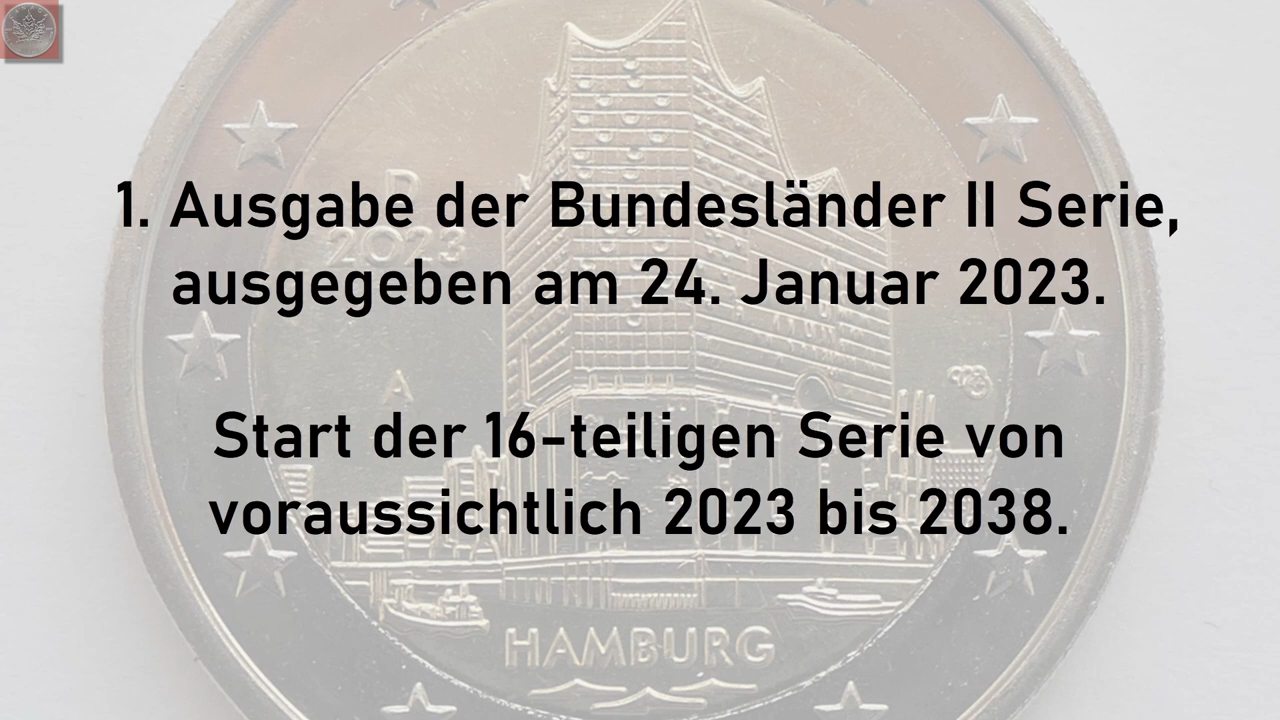 1. Ausgabe der Bundesländer II Serie,
ausgegeben am 24. Januar 2023.
Start der 16-teiligen Serie von
voraussichtlich 2023 bis 2038.
D
2023
A
HAMBURG